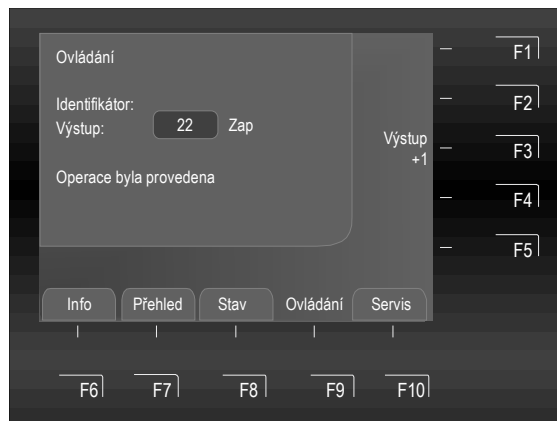 Ovládání
Identifikátor:
Výstup: 22 Zap
Operace byla provedena
Výstup
+1
F1
F2
F3
F4
F5
Info Přehled Stav Ovládání Servis
F6 F7 F8 F9 F10